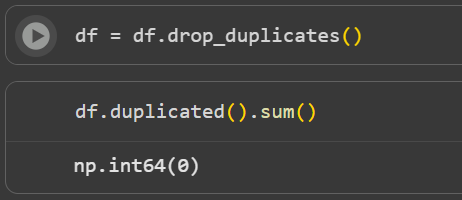 df = df.drop_duplicates()
df.duplicated().sum()
np.int64(0)